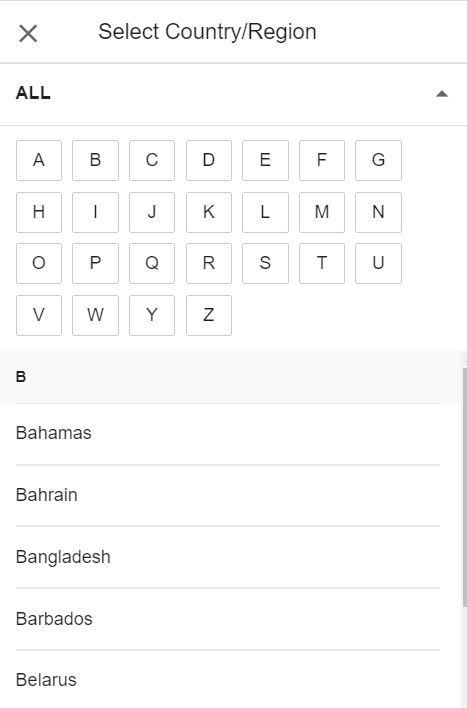 Select Country/Region
ALL
A B C D E F G
H I J K L M N
O P Q R S T U
V W Y Z
B
Bahamas
Bahrain
Bangladesh
Barbados
Belarus